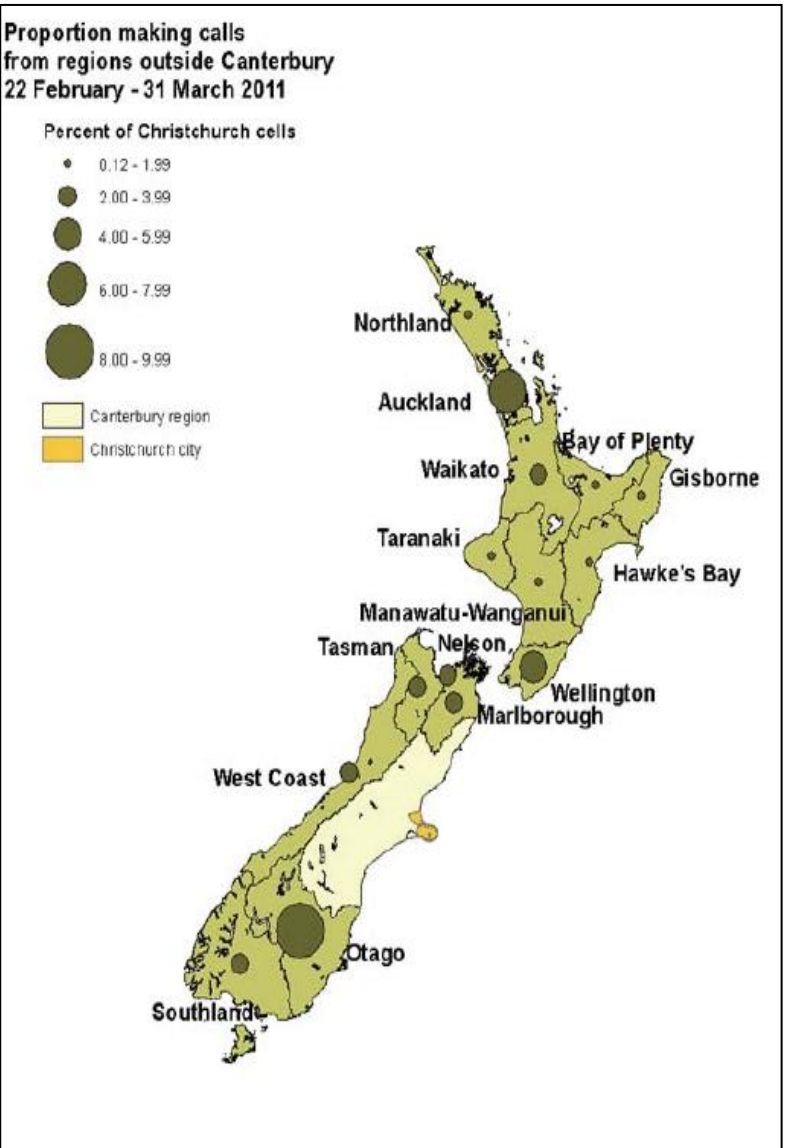 Proportion making calls
from regions outside Canterbury
22 February - 31 March 2011
Percent of Christchurch cells
0.12 - 1.99
2.00 - 3.99
4.00 - 5.99
6.00 - 7.99
8.00 - 9.99
Canterbury region
Christchurch city
Northland
Auckland
Bay of Plenty
Waikato
Gisborne
Taranaki
Hawke's Bay
Manawatu-Wanganui
Tasman
Nelson
Wellington
Marlborough
West Coast
Otago
Southland